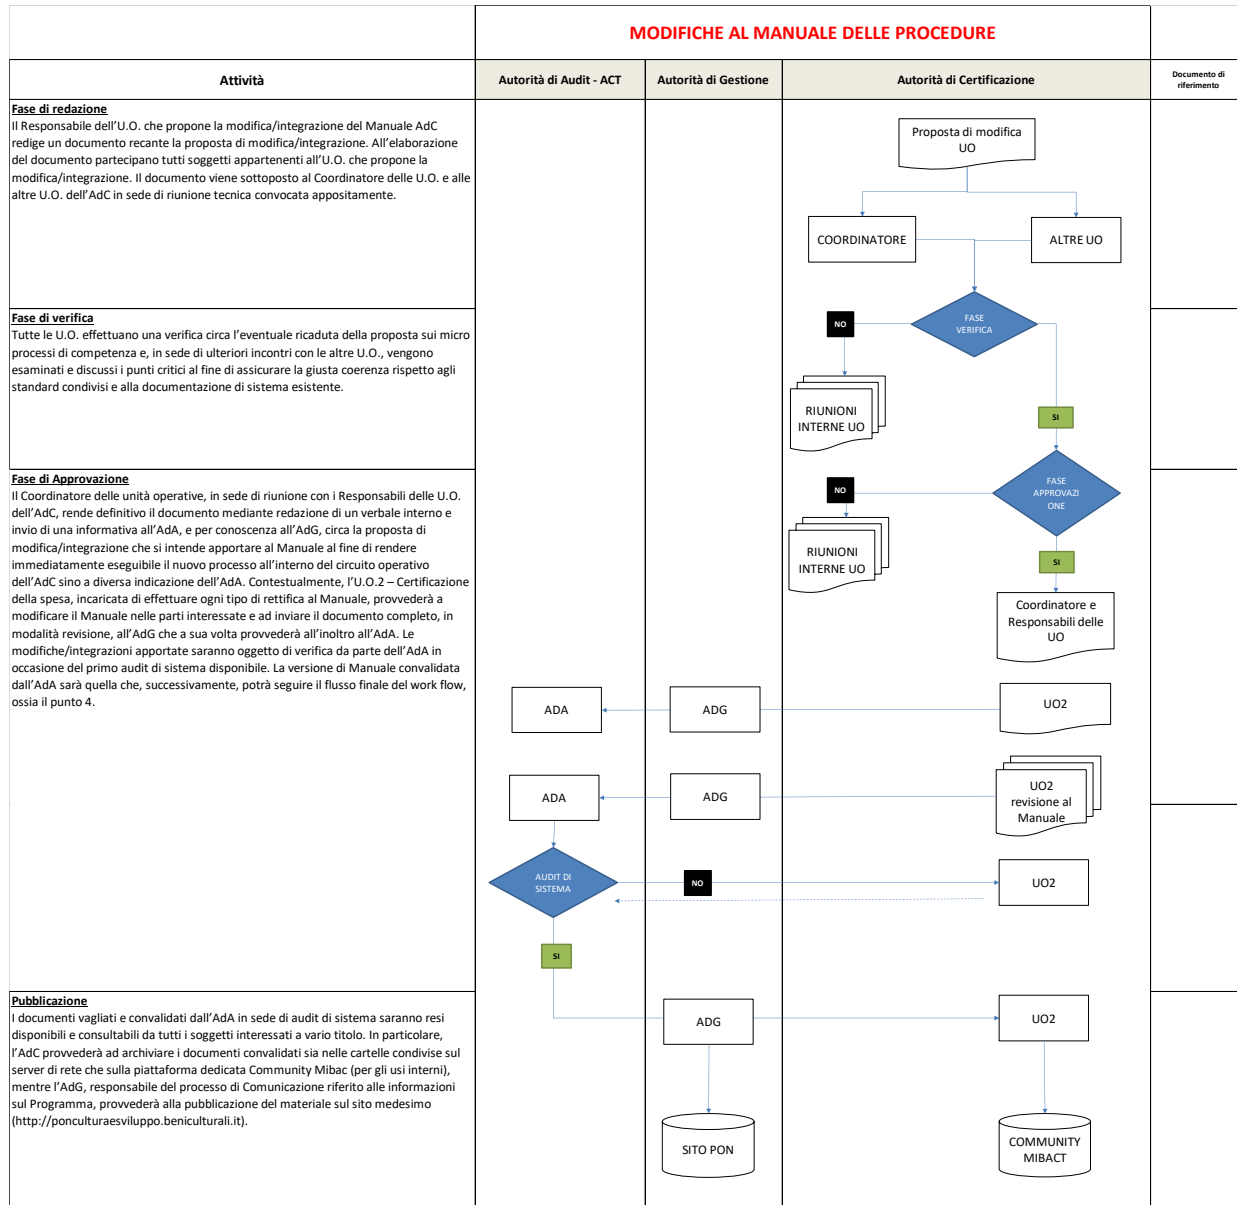 MODIFICHE AL MANUALE DELLE PROCEDURE
Attività
Autorità di Audit - ACT
Autorità di Gestione
Autorità di Certificazione
Documento di
riferimento
Fase di redazione
Il Responsabile dell'U.O. che propone la modifica/integrazione del Manuale AdC
redige un documento recante la proposta di modifica/integrazione. All'elaborazione
del documento partecipano tutti soggetti appartenenti all'U.O. che propone la
modifica/integrazione. Il documento viene sottoposto al Coordinatore delle U.O. e alle
altre U.O. dell'AdC in sede di riunione tecnica convocata appositamente.
Proposta di modifica
UO
COORDINATORE
ALTRE UO
Fase di verifica
Tutte le U.O. effettuano una verifica circa l'eventuale ricaduta della proposta sui micro
processi di competenza e, in sede di ulteriori incontri con le altre U.O., vengono
esaminati e discussi i punti critici al fine di assicurare la giusta coerenza rispetto agli
standard condivisi e alla documentazione di sistema esistente.
NO
FASE
VERIFICA
RIUNIONI
INTERNE UO
SI
Fase di Approvazione
Il Coordinatore delle unità operative, in sede di riunione con i Responsabili delle U.O.
dell'AdC, rende definitivo il documento mediante redazione di un verbale interno e
invio di una informativa all'AdA, e per conoscenza all'AdG, circa la proposta di
modifica/integrazione che si intende apportare al Manuale al fine di rendere
immediatamente eseguibile il nuovo processo all'interno del circuito operativo
dell'AdC sino a diversa indicazione dell'AdA. Contestualmente, l'U.O.2 – Certificazione
della spesa, incaricata di effettuare ogni tipo di rettifica al Manuale, provvederà a
modificare il Manuale nelle parti interessate e ad inviare il documento completo, in
modalità revisione, all'AdG che a sua volta provvederà all'inoltro all'AdA. Le
modifiche/integrazioni apportate saranno oggetto di verifica da parte dell'AdA in
occasione del primo audit di sistema disponibile. La versione di Manuale convalidata
dall'AdA sarà quella che, successivamente, potrà seguire il flusso finale del work flow,
ossia il punto 4.
NO
FASE
APPROVAZI
ONE
RIUNIONI
INTERNE UO
SI
Coordinatore e
Responsabili delle
UO
ADA
ADG
UO2
ADA
ADG
UO2
revisione al
Manuale
AUDIT DI
SISTEMA
NO
UO2
SI
Pubblicazione
I documenti vagliati e convalidati dall'AdA in sede di audit di sistema saranno resi
disponibili e consultabili da tutti i soggetti interessati a vario titolo. In particolare,
l'AdC provvederà ad archiviare i documenti convalidati sia nelle cartelle condivise sul
server di rete che sulla piattaforma dedicata Community Mibac (per gli usi interni),
mentre l'AdG, responsabile del processo di Comunicazione riferito alle informazioni
sul Programma, provvederà alla pubblicazione del materiale sul sito medesimo
(http://ponculturaesviluppo.beniculturali.it).
ADG
UO2
SITO PON
COMMUNITY
MIBACT